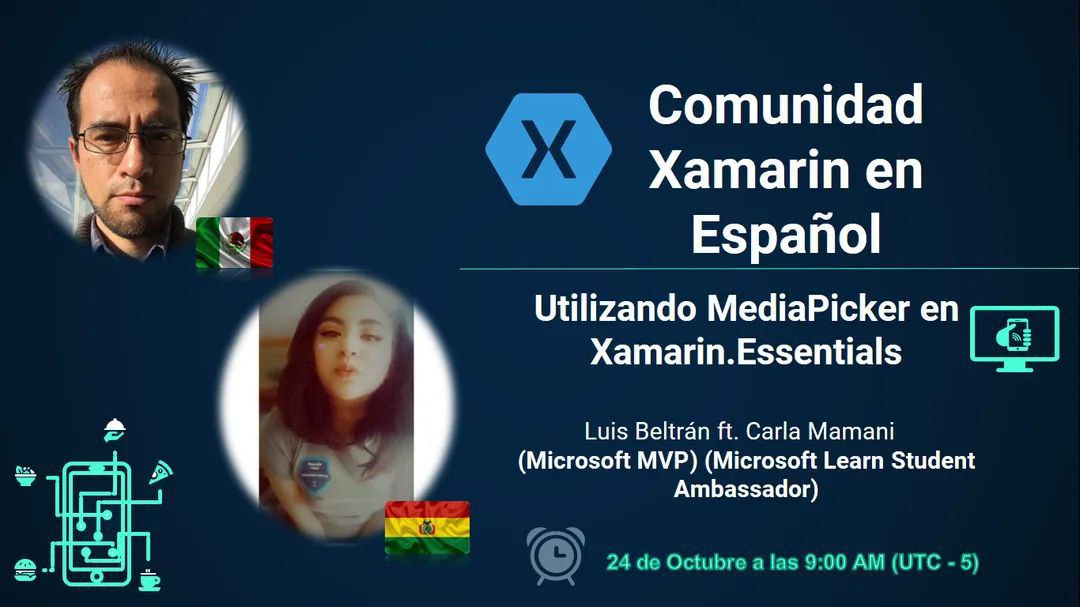 Comunidad
Xamarin en
Español
Utilizando MediaPicker en
Xamarin.Essentials
Luis Beltrán ft. Carla Mamani
(Microsoft MVP) (Microsoft Learn Student
Ambassador)
24 de Octubre a las 9:00 AM (UTC - 5)